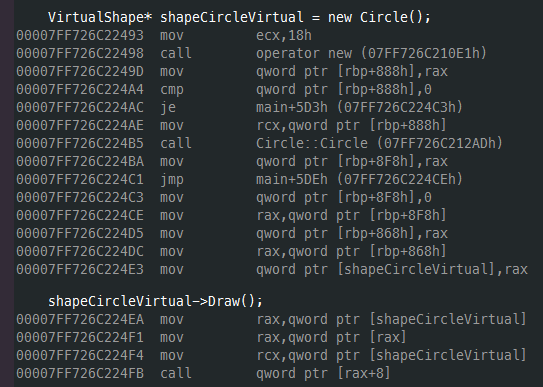 VirtualShape* shapeCircleVirtual = new Circle();
00007FF726C22493 mov ecx,18h
00007FF726C22498 call operator new (07FF726C210E1h)
00007FF726C2249D mov qword ptr [rbp+888h],rax
00007FF726C224A4 cmp qword ptr [rbp+888h],0
00007FF726C224AC je main+5D3h (07FF726C224C3h)
00007FF726C224AE mov rcx,qword ptr [rbp+888h]
00007FF726C224B5 call Circle::Circle (07FF726C212ADh)
00007FF726C224BA mov qword ptr [rbp+8F8h],rax
00007FF726C224C1 jmp main+5DEh (07FF726C224CEh)
00007FF726C224C3 mov qword ptr [rbp+8F8h],0
00007FF726C224CE mov rax,qword ptr [rbp+8F8h]
00007FF726C224D5 mov qword ptr [rbp+868h],rax
00007FF726C224DC mov rax,qword ptr [rbp+868h]
00007FF726C224E3 mov qword ptr [shapeCircleVirtual],rax
shapeCircleVirtual->Draw();
00007FF726C224EA mov rax,qword ptr [shapeCircleVirtual]
00007FF726C224F1 mov rax,qword ptr [rax]
00007FF726C224F4 mov rcx,qword ptr [shapeCircleVirtual]
00007FF726C224FB call qword ptr [rax+8]